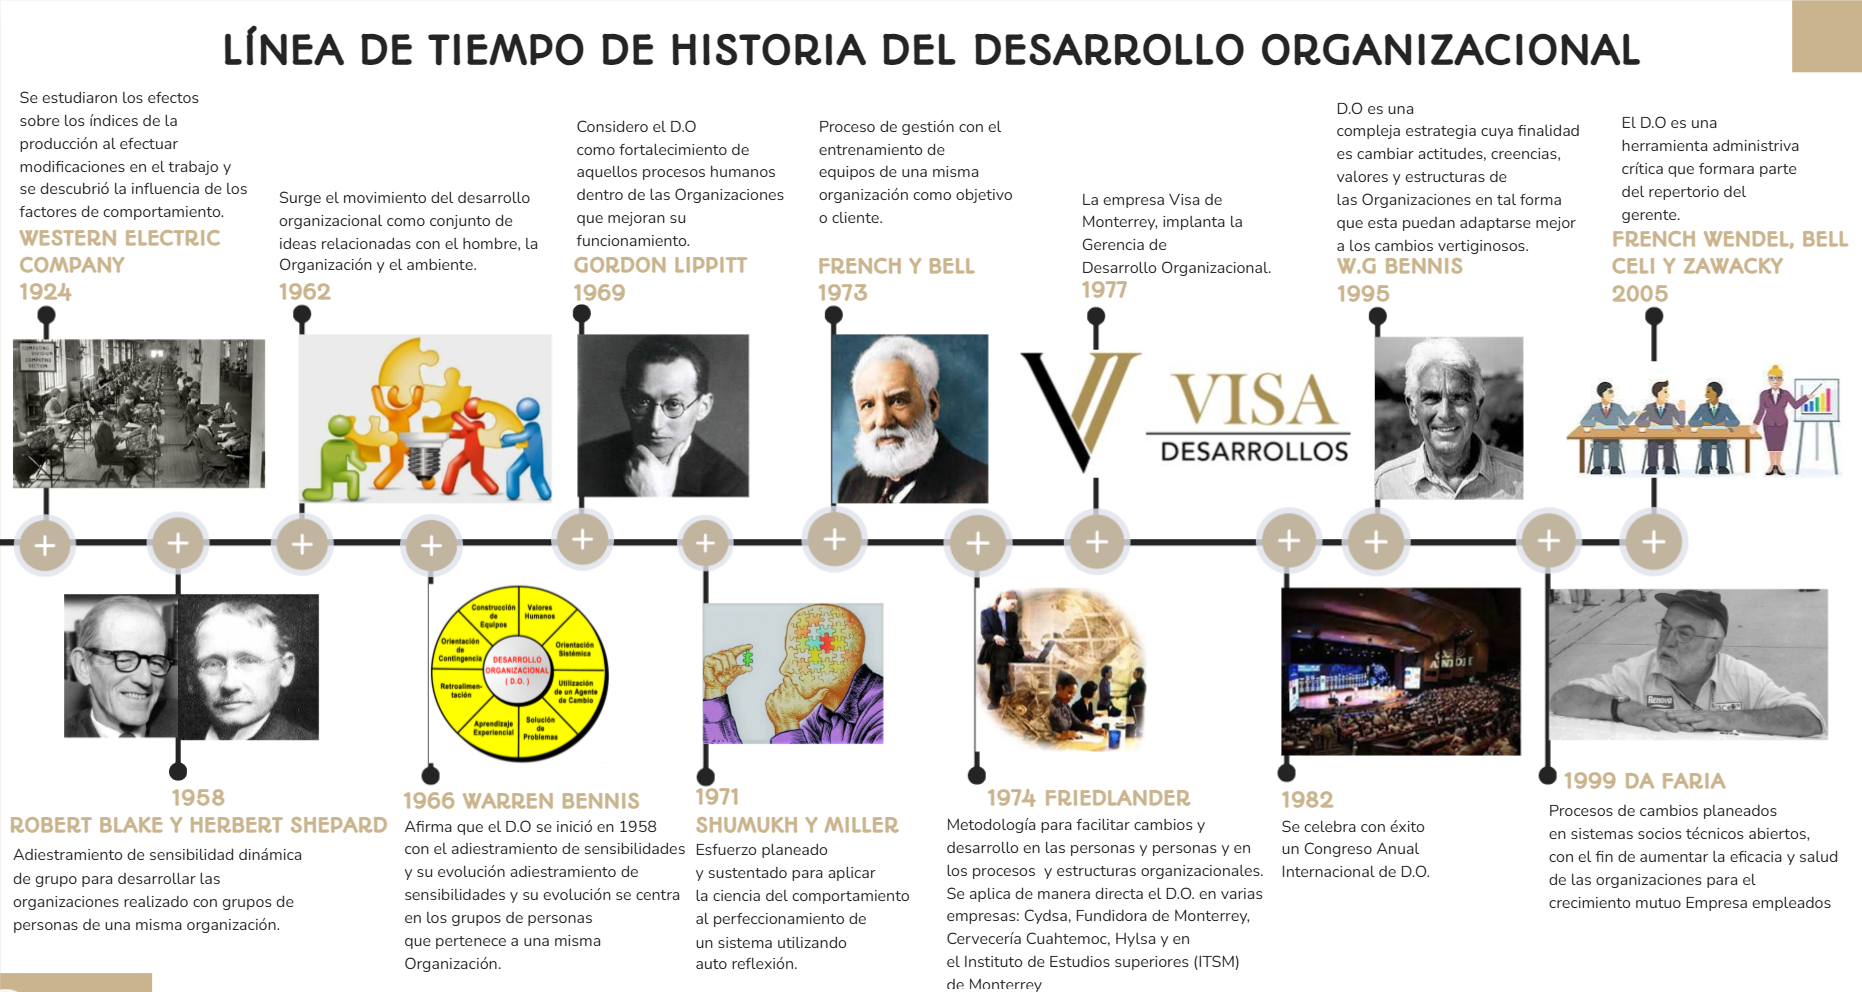 LÍNEA DE TIEMPO DE HISTORIA DEL DESARROLLO ORGANIZACIONAL
Se estudiaron los efectos
sobre los índices de la
producción al efectuar
modificaciones en el trabajo y
se descubrió la influencia de los
factores de comportamiento.
WESTERN ELECTRIC
COMPANY
1924
COMPUTING
DIVISION
COMPUTING
SECTION
1958
ROBERT BLAKE Y HERBERT SHEPARD
Adiestramiento de sensibilidad dinámica
de grupo para desarrollar las
organizaciones realizado con grupos de
personas de una misma organización.
Surge el movimiento del desarrollo
organizacional como conjunto de
ideas relacionadas con el hombre, la
Organización y el ambiente.
1962
Construcción
de
Equipos
Valores
Humanos
Orientación
Sistémica
Utilización
de un Agente
de Cambio
Solución
de
Problemas
Aprendizaje
Experiencial
Retroalimen-
tación
Orientación
de
Contingencia
DESARROLLO
ORGANIZACIONAL
( D.O. )
1966 WARREN BENNIS
Afirma que el D.O se inició en 1958
con el adiestramiento de sensibilidades
y su evolución adiestramiento de
sensibilidades y su evolución se centra
en los grupos de personas
que pertenece a una misma
Organización.
Considero el D.O
como fortalecimiento de
aquellos procesos humanos
dentro de las Organizaciones
que mejoran su
funcionamiento.
GORDON LIPPITT
1969
1971
SHUMUKH Y MILLER
Esfuerzo planeado
y sustentado para aplicar
la ciencia del comportamiento
al perfeccionamiento de
un sistema utilizando
auto reflexión.
Proceso de gestión con el
entrenamiento de
equipos de una misma
organización como objetivo
o cliente.
FRENCH Y BELL
1973
1974 FRIEDLANDER
Metodología para facilitar cambios y
desarrollo en las personas y personas y en
los procesos y estructuras organizacionales.
Se aplica de manera directa el D.O. en varias
empresas: Cydsa, Fundidora de Monterrey,
Cervecería Cuahtemoc, Hylsa y en
el Instituto de Estudios superiores (ITSM)
de Monterrey
La empresa Visa de
Monterrey, implanta la
Gerencia de
Desarrollo Organizacional.
1977
VISA
DESARROLLOS
1982
Se celebra con éxito
un Congreso Anual
Internacional de D.O.
D.O es una
compleja estrategia cuya finalidad
es cambiar actitudes, creencias,
valores y estructuras de
las Organizaciones en tal forma
que esta puedan adaptarse mejor
a los cambios vertiginosos.
W.G BENNIS
1995
Renova
1999 DA FARIA
Procesos de cambios planeados
en sistemas socios técnicos abiertos,
con el fin de aumentar la eficacia y salud
de las organizaciones para el
crecimiento mutuo Empresa empleados
El D.O es una
herramienta administriva
crítica que formara parte
del repertorio del
gerente.
FRENCH WENDEL, BELL
CELI Y ZAWACKY
2005